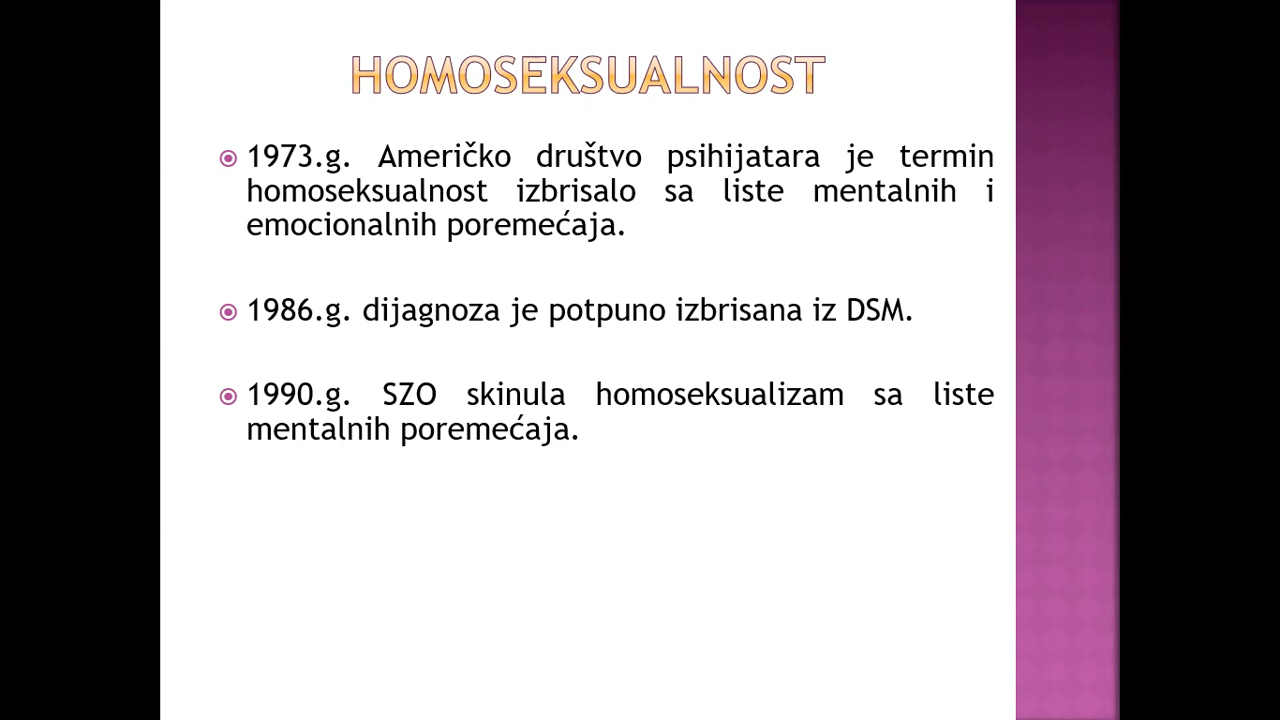 HOMOSEKSUALNOST
1973.g. Američko društvo psihijatara je termin
homoseksualnost izbrisalo sa liste mentalnih i
emocionalnih poremećaja.
1986.g. dijagnoza je potpuno izbrisana iz DSM.
1990.g. SZO skinula homoseksualizam sa liste
mentalnih poremećaja.